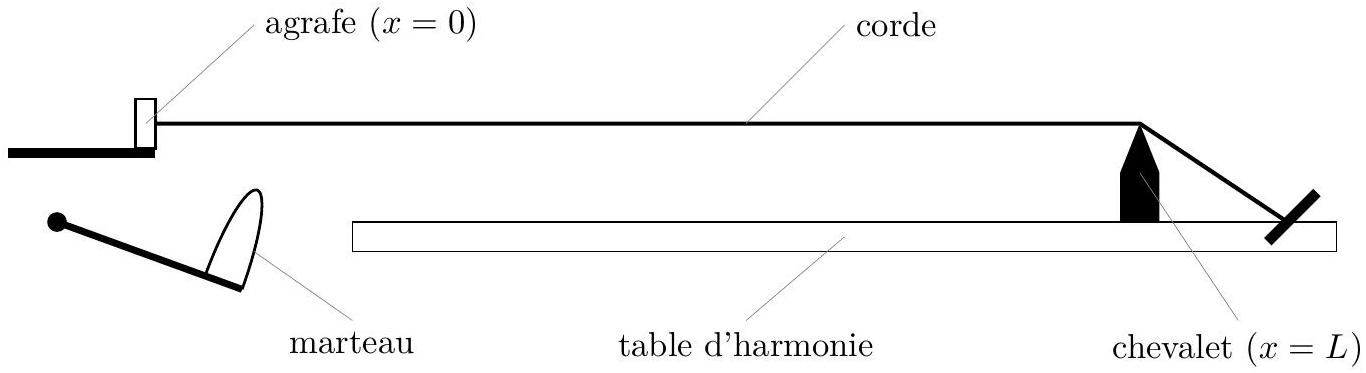 agrafe (x = 0)
corde
marteau
table d'harmonie
chevalet (x = L)